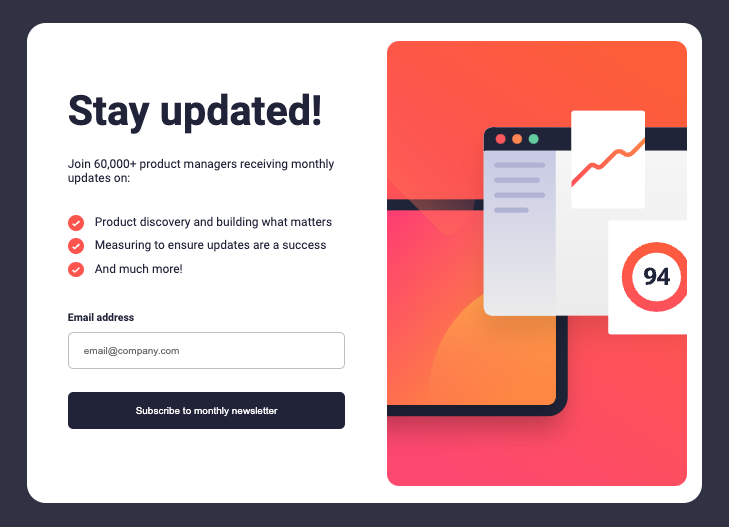 Stay updated!
Join 60,000+ product managers receiving monthly
updates on:
Product discovery and building what matters
Measuring to ensure updates are a success
And much more!
Email address
email@company.com
Subscribe to monthly newsletter
94